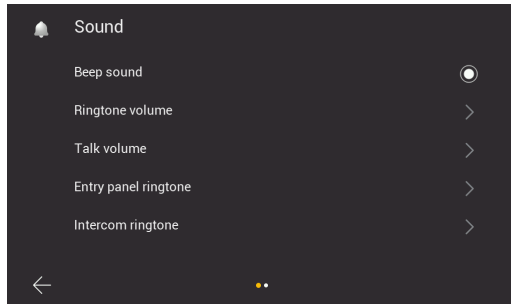 Sound
Beep sound
Ringtone volume
Talk volume
Entry panel ringtone
Intercom ringtone